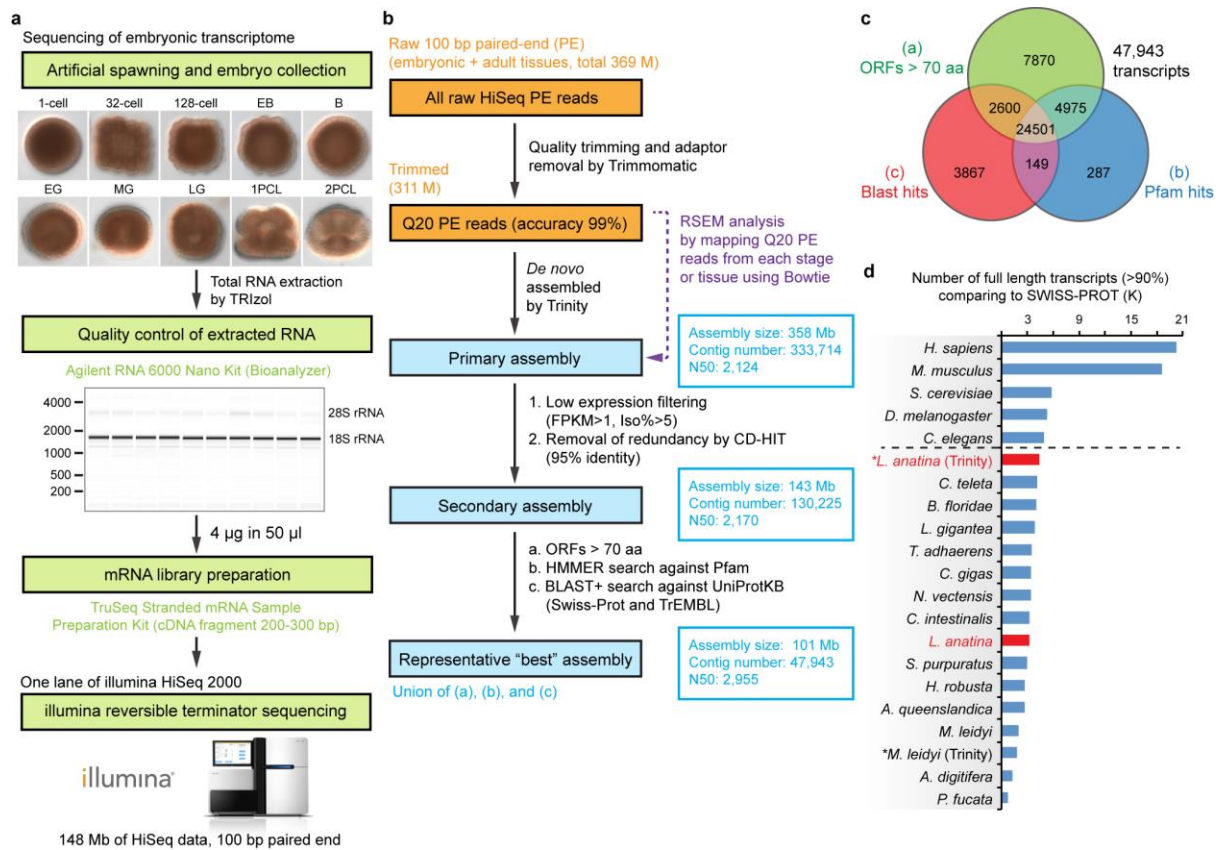 a
Sequencing of embryonic transcriptome
Artificial spawning and embryo collection
1-cell 32-cell 128-cell EB B
EG MG LG 1PCL 2PCL
Total RNA extraction
by TRIzol
Quality control of extracted RNA
Agilent RNA 6000 Nano Kit (Bioanalyzer)
4000
2000
1000
500
200
28S rRNA
18S rRNA
4 µg in 50 µl
mRNA library preparation
TruSeq Stranded mRNA Sample
Preparation Kit (cDNA fragment 200-300 bp)
One lane of illumina HiSeq 2000
illumina reversible terminator sequencing
illumına®
148 Mb of HiSeq data, 100 bp paired end
b
Raw 100 bp paired-end (PE)
(embryonic + adult tissues, total 369 M)
All raw HiSeq PE reads
Quality trimming and adaptor
removal by Trimmomatic
Trimmed
(311 M)
Q20 PE reads (accuracy 99%)
RSEM analysis
by mapping Q20 PE
reads from each stage
or tissue using Bowtie
De novo
assembled
by Trinity
Primary assembly
Assembly size: 358 Mb
Contig number: 333,714
N50: 2,124
1. Low expression filtering
(FPKM>1, Iso%>5)
2. Removal of redundancy by CD-HIT
(95% identity)
Secondary assembly
Assembly size: 143 Mb
Contig number: 130,225
N50: 2,170
a. ORFs > 70 aa
b. HMMER search against Pfam
c. BLAST+ search against UniProtKB
(Swiss-Prot and TrEMBL)
Representative “best” assembly
Assembly size: 101 Mb
Contig number: 47,943
N50: 2,955
Union of (a), (b), and (c)
c
(a)
ORFs > 70 aa
7870
47,943
transcripts
2600
4975
24501
3867
149
287
(c)
Blast hits
(b)
Pfam hits
d
Number of full length transcripts (>90%)
comparing to SWISS-PROT (K)
3 9 15 21
H. sapiens
M. musculus
S. cerevisiae
D. melanogaster
C. elegans
*L. anatina (Trinity)
C. teleta
B. floridae
L. gigantea
T. adhaerens
C. gigas
N. vectensis
C. intestinalis
L. anatina
S. purpuratus
H. robusta
A. queenslandica
M. leidyi
*M. leidyi (Trinity)
A. digitifera
P. fucata